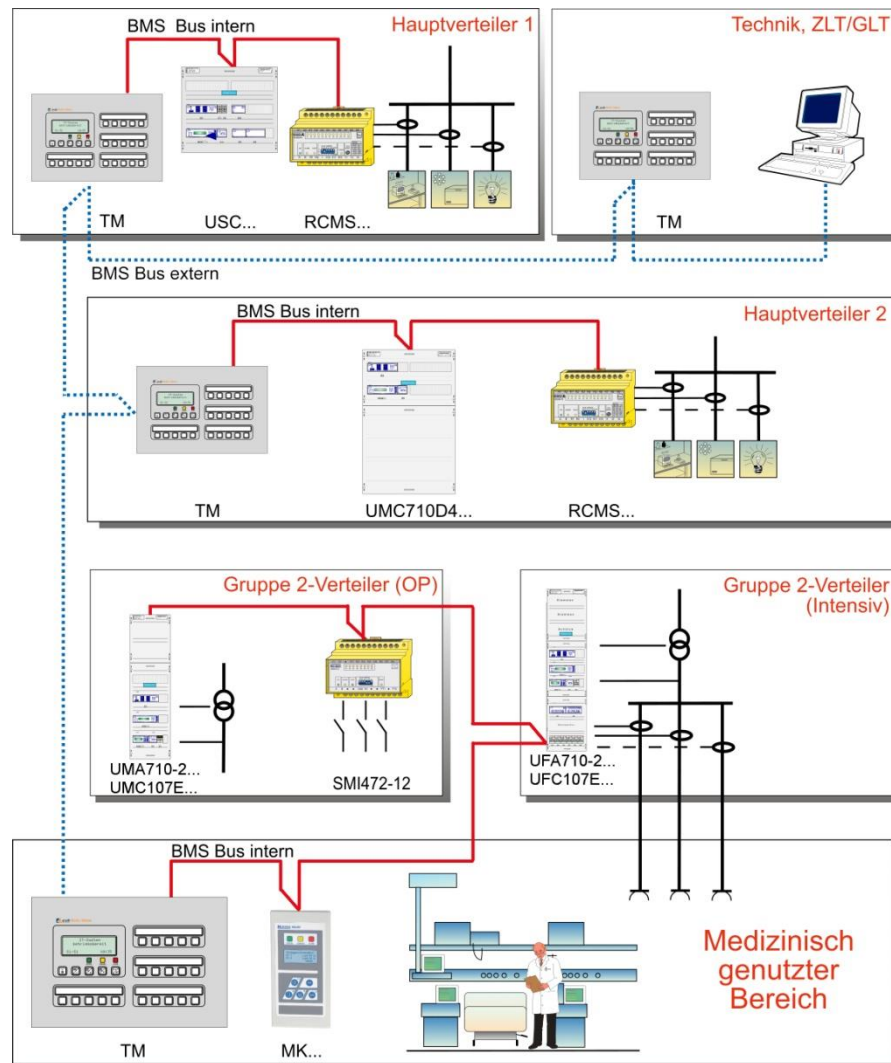 BMS Bus intern
Hauptverteiler 1
TM
USC...
RCMS...
Technik, ZLT/GLT
TM
BMS Bus extern
BMS Bus intern
Hauptverteiler 2
TM
UMC710D4...
RCMS...
Gruppe 2-Verteiler (OP)
UMA710-2...
UMC107E...
SMI472-12
Gruppe 2-Verteiler
(Intensiv)
UFA710-2...
UFC107E...
BMS Bus intern
TM
MK...
Medizinisch
genutzter
Bereich